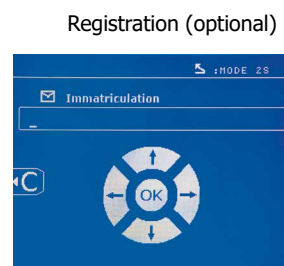 Registration (optional)
:MODE 2S
Immatriculation
_
C
OK